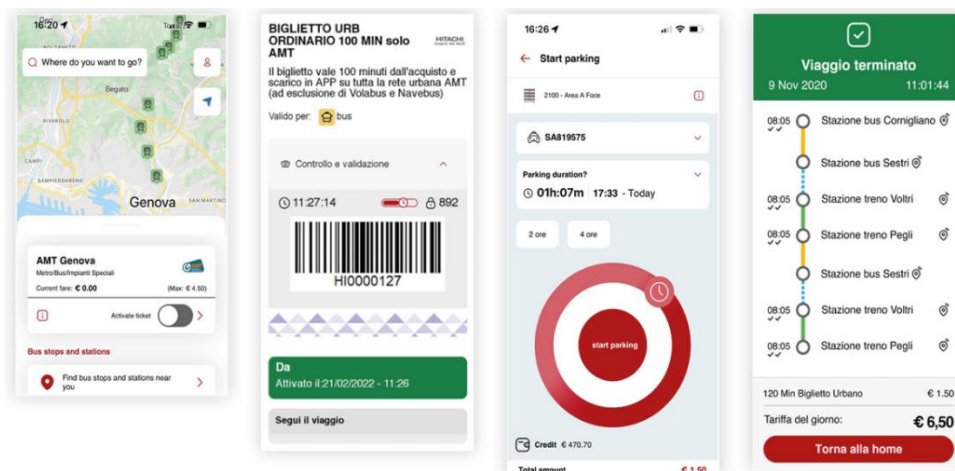 16:20
Where do you want to go?
Begato
RIVAROLO
CAMPI
SAMPIERDARENA
Genova
SAN MARTINO
AMT Genova
Metro/Bus/Impianti Speciali
Current fare: € 0.00 (Max: € 4.50)
Activate ticket
Bus stops and stations
Find bus stops and stations near
you
BIGLIETTO URB
ORDINARIO 100 MIN solo
AMT
HITACHI
Il biglietto vale 100 minuti dall'acquisto e
scarico in APP su tutta la rete urbana AMT
(ad esclusione di Volabus e Navebus)
Valido per: bus
Controllo e validazione
11:27:14 892
HI0000127
Da
Attivato il:21/02/2022 - 11:26
Segui il viaggio
16:26
Start parking
2100 - Area A Foce
SA819575
Parking duration?
01h:07m 17:33 - Today
2 ore 4 ore
start parking
Credit € 470.70
Total amount € 1.50
Viaggio terminato
9 Nov 2020 11:01:44
08:05 Stazione bus Cornigliano
Stazione bus Sestri
08:05 Stazione treno Voltri
08:05 Stazione treno Pegli
Stazione bus Sestri
08:05 Stazione treno Voltri
08:05 Stazione treno Pegli
120 Min Biglietto Urbano € 1.50
Tariffa del giorno: € 6,50
Torna alla home